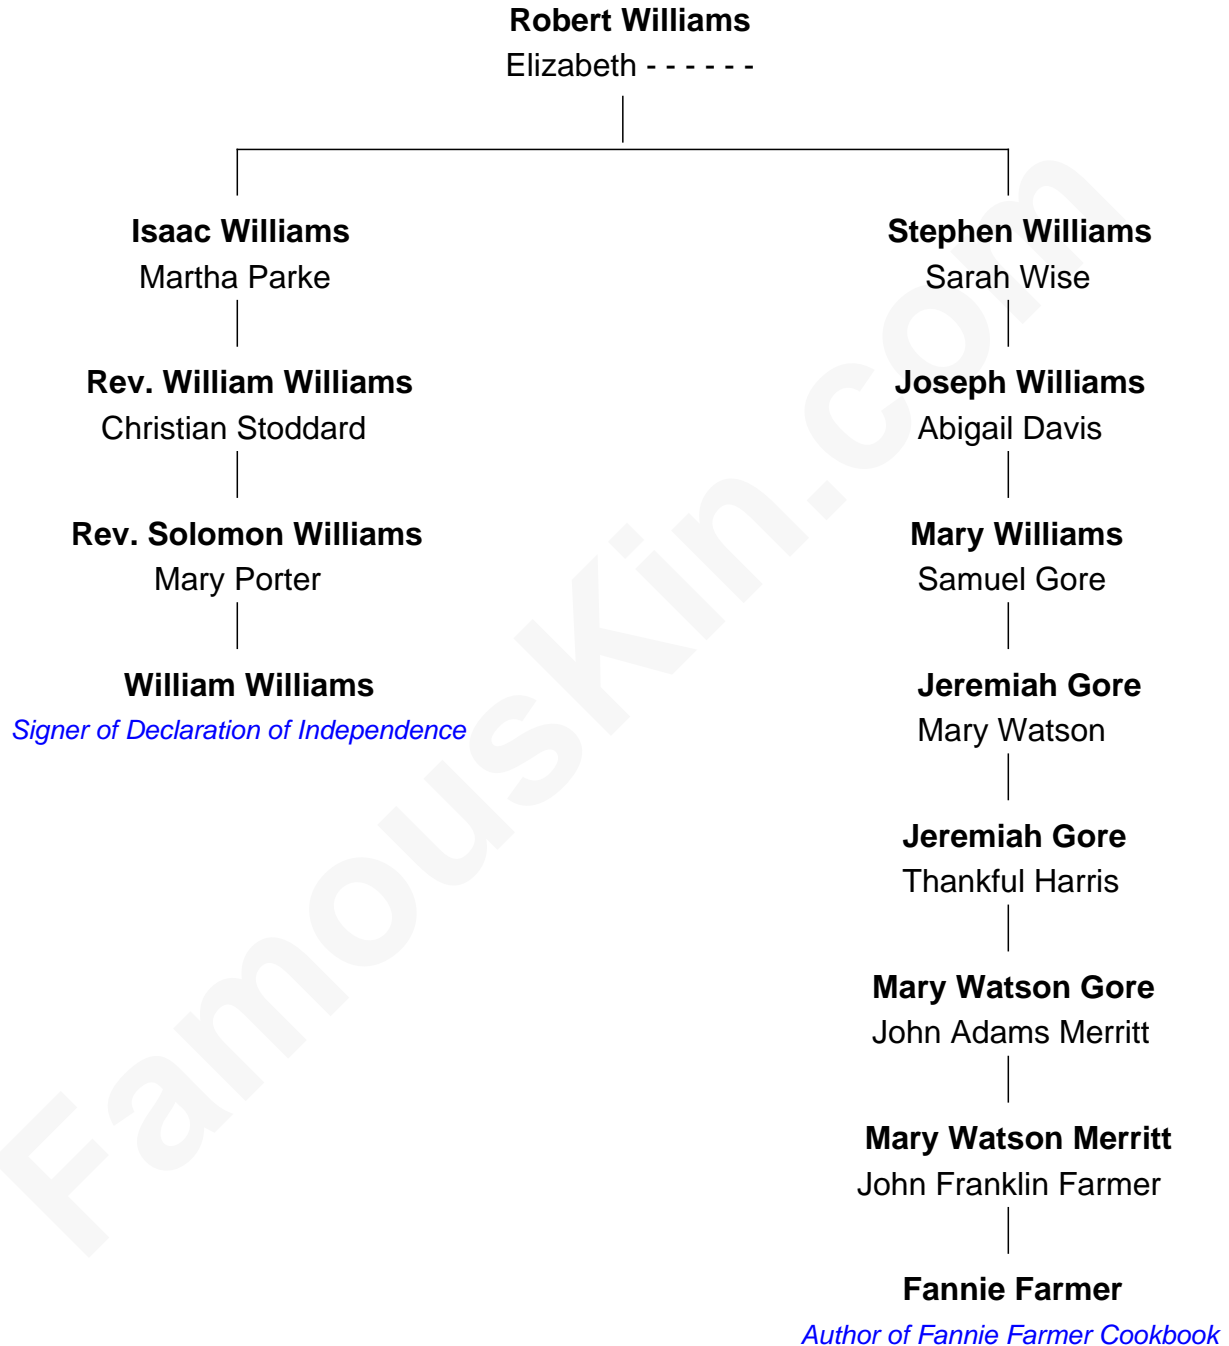 Robert Williams
Elizabeth - - - - - -
Isaac Williams
Martha Parke
Rev. William Williams
Christian Stoddard
Rev. Solomon Williams
Mary Porter
William Williams
Signer of Declaration of Independence
Stephen Williams
Sarah Wise
Joseph Williams
Abigail Davis
Mary Williams
Samuel Gore
Jeremiah Gore
Mary Watson
Jeremiah Gore
Thankful Harris
Mary Watson Gore
John Adams Merritt
Mary Watson Merritt
John Franklin Farmer
Fannie Farmer
Author of Fannie Farmer Cookbook
FamousKin.com